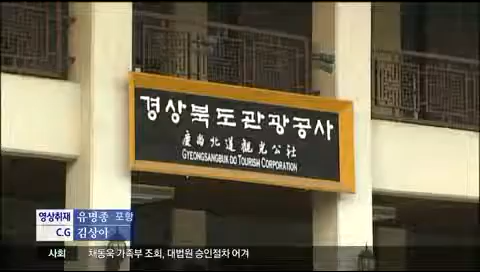 경상북도관광공사
慶尚北道觀光公社
GYEONGSANGBUK DO TOURISM CORPORATION
영상취재 유명종 포항
C.G 김상아
사회 채동욱 가족부 조회, 대법원 승인절차 어겨